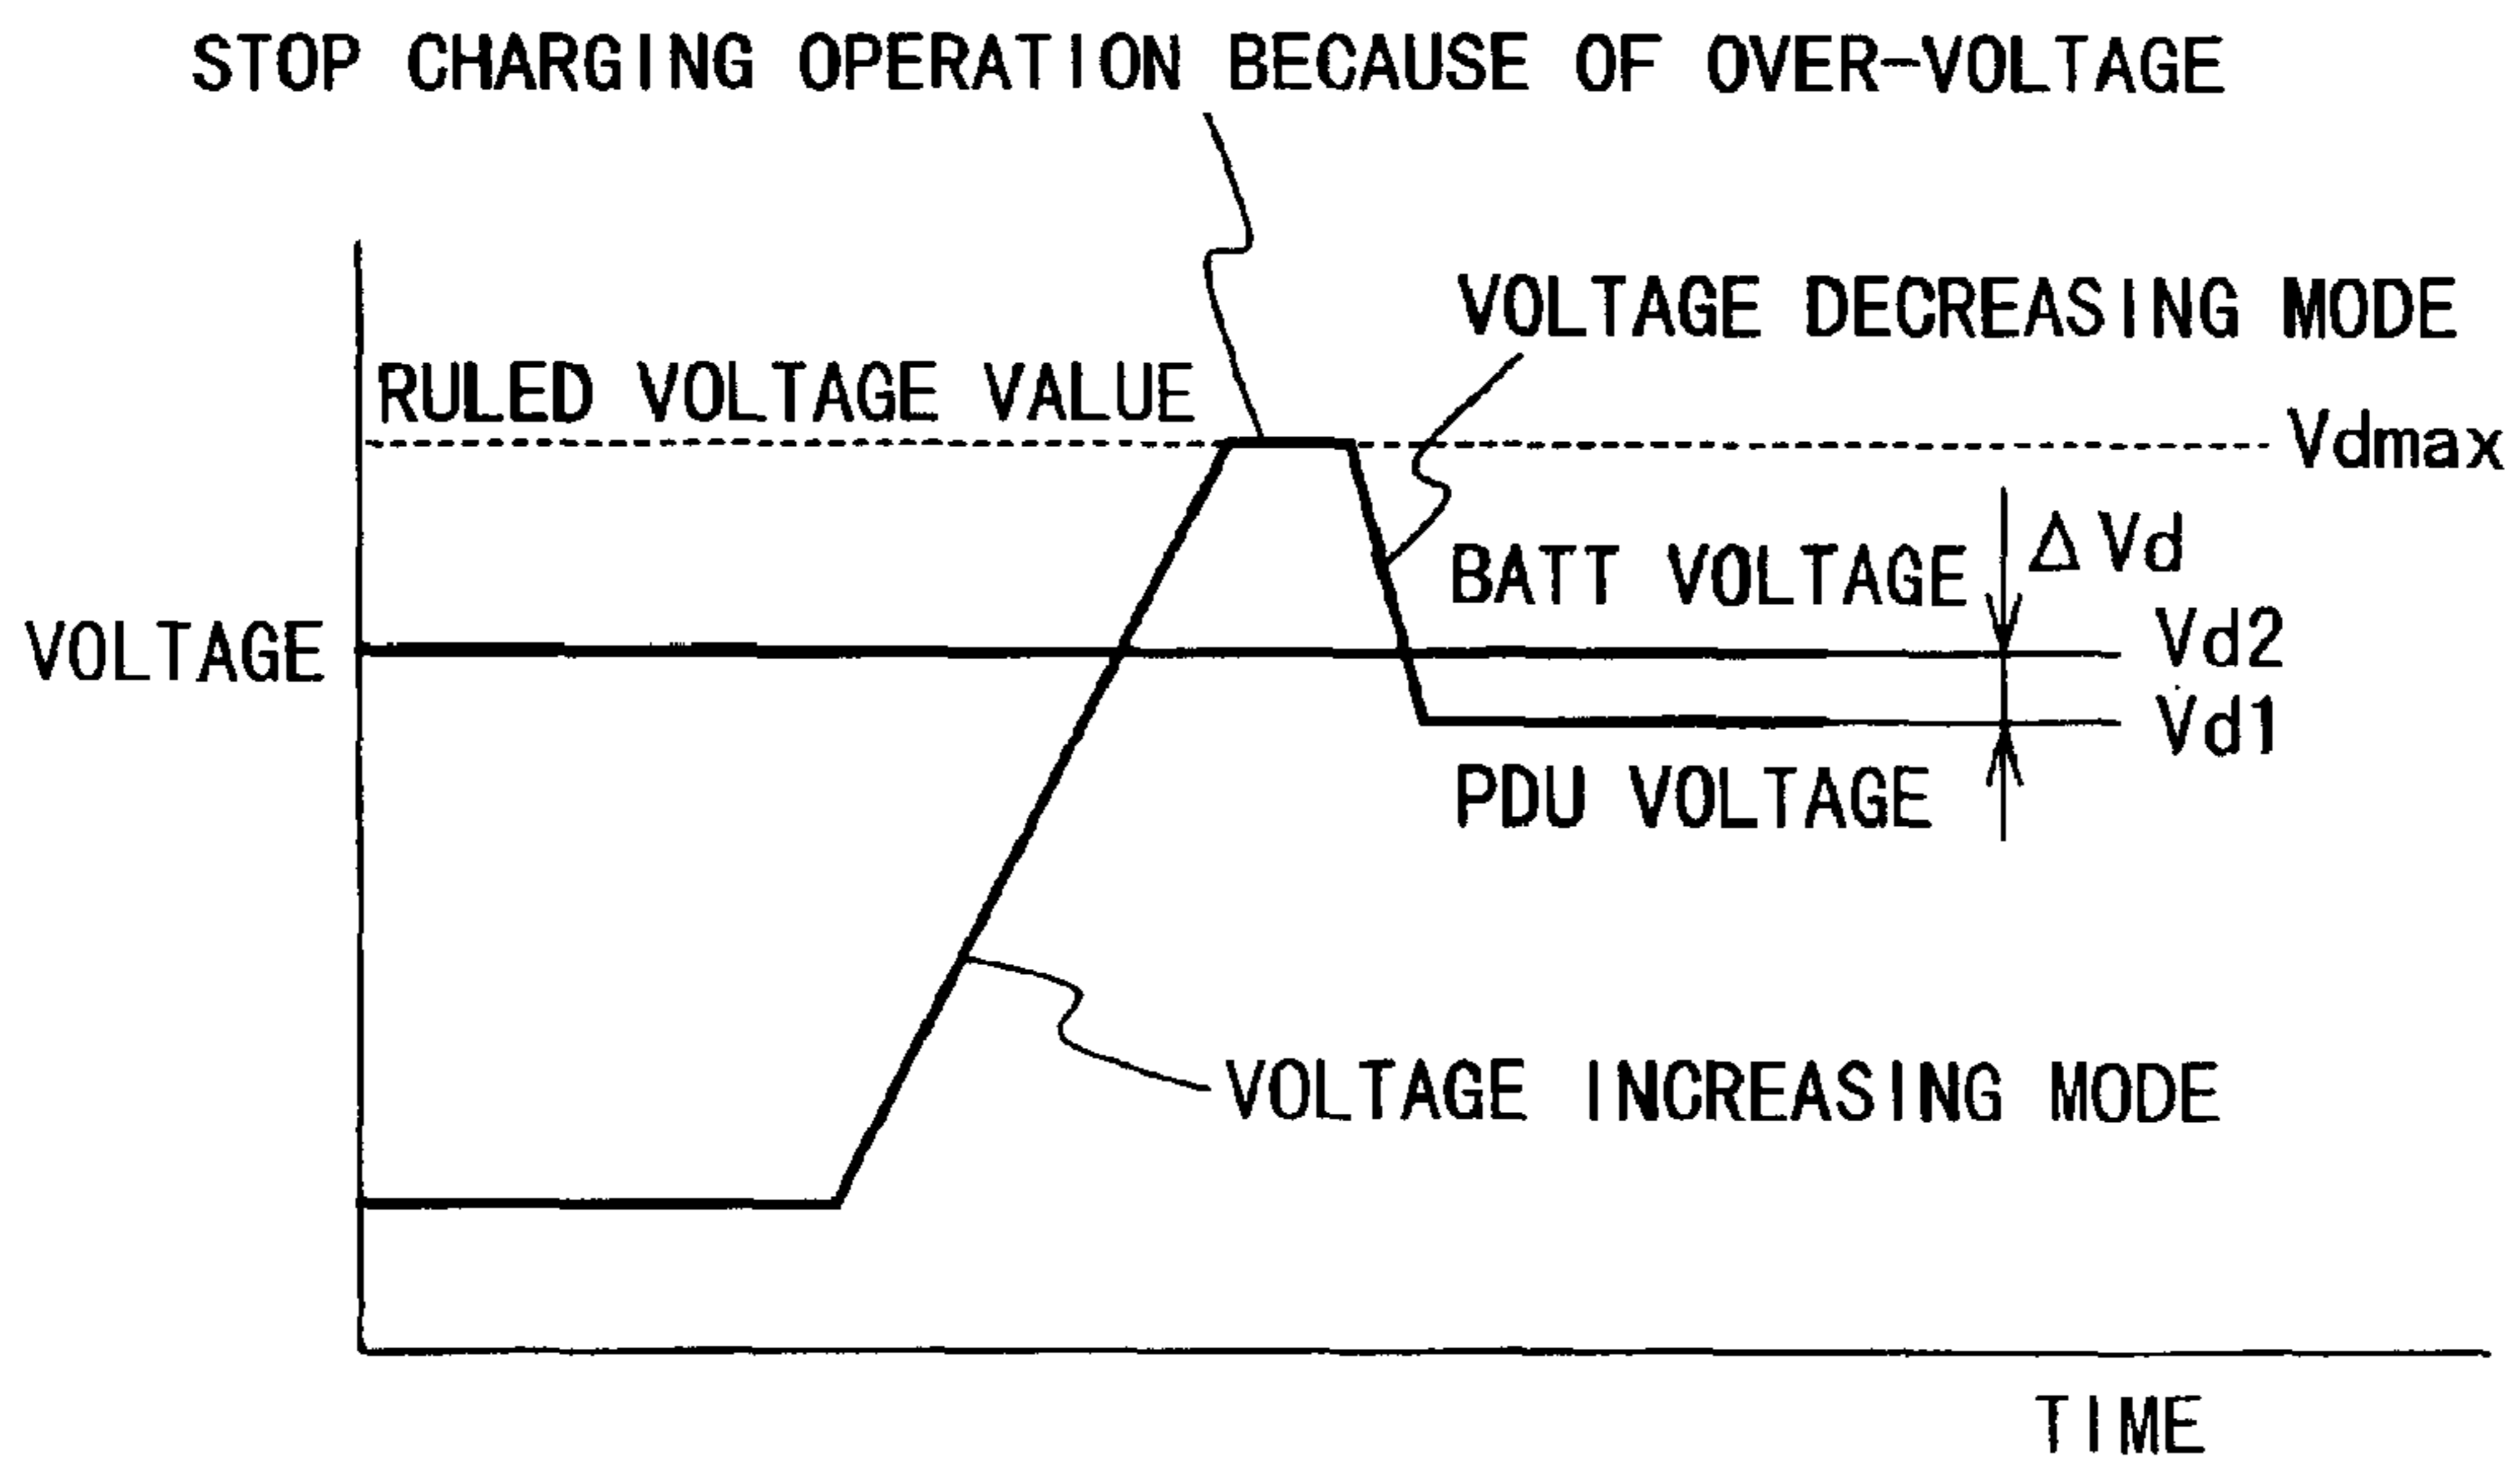 STOP CHARGING OPERATION BECAUSE OF OVER-VOLTAGE
VOLTAGE DECREASING MODE
RULED VOLTAGE VALUE
Vdmax
Δ Vd
BATT VOLTAGE
Vd2
VOLTAGE
Vd1
PDU VOLTAGE
VOLTAGE INCREASING MODE
TIME